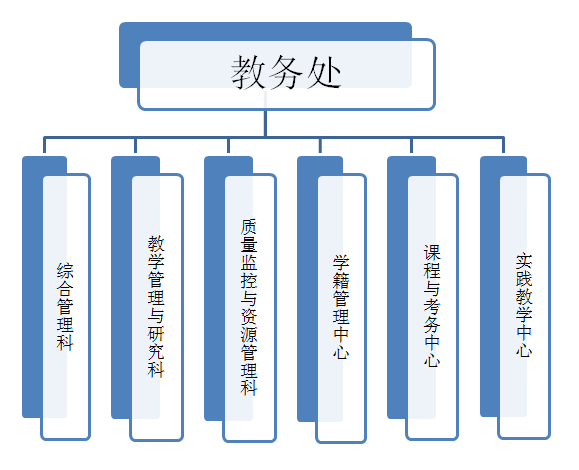 教务处
综合管理科
教学管理与研究科
质量监控与资源管理科
学籍管理中心
课程与考务中心
实践教学中心